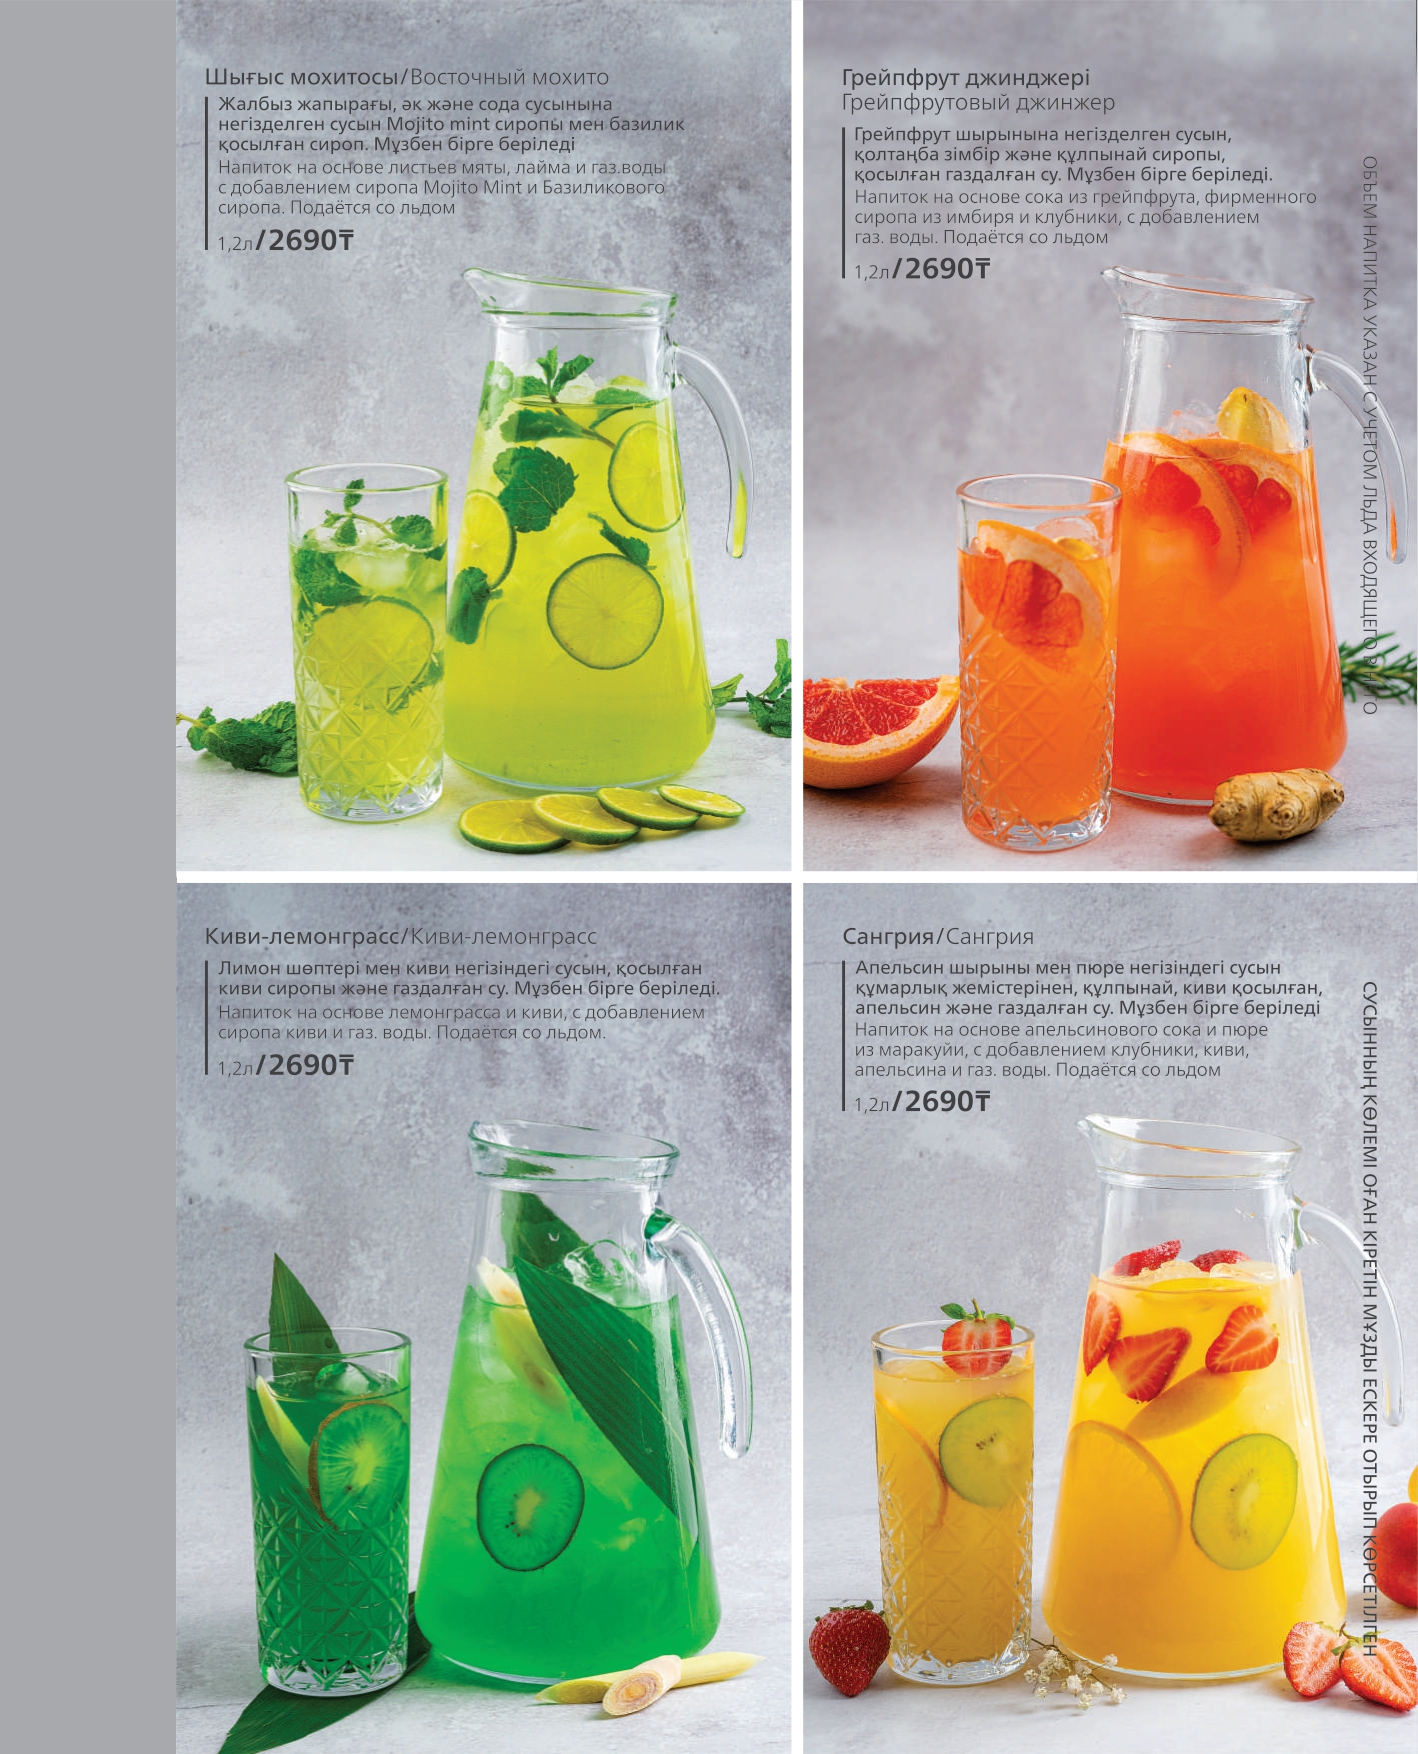 Шығыс мохитосы/Восточный мохито
Жалбыз жапырағы, әк және сода сусынына
негізделген сусын Mojito mint сиропы мен базилик
қосылған сироп. Мұзбен бірге беріледі
Напиток на основе листьев мяты, лайма и газ.воды
с добавлением сиропа Mojito Mint и Базиликового
сиропа. Подаётся со льдом
1,2л/2690₸
Грейпфрут джинджері
Грейпфрутовый джинжер
Грейпфрут шырынына негізделген сусын,
қолтаңба зімбір және құлпынай сиропы,
қосылған газдалған су. Мұзбен бірге беріледі.
Напиток на основе сока из грейпфрута, фирменного
сиропа из имбиря и клубники, с добавлением
газ. воды. Подаётся со льдом
1,2л/2690₸
ОБЪЕМ НАПИТКА УКАЗАН С УЧЕТОМ ЛЬДА ВХОДЯЩЕГО В НЕГО
Киви-лемонграсс/Киви-лемонграсс
Лимон шөптері мен киви негізіндегі сусын, қосылған
киви сиропы және газдалған су. Мұзбен бірге беріледі.
Напиток на основе лемонграсса и киви, с добавлением
сиропа киви и газ. воды. Подаётся со льдом.
1,2л/2690₸
Сангрия/Сангрия
Апельсин шырыны мен пюре негізіндегі сусын
құмарлық жемістерінен, құлпынай, киви қосылған,
апельсин және газдалған су. Мұзбен бірге беріледі
Напиток на основе апельсинового сока и пюре
из маракуйи, с добавлением клубники, киви,
апельсина и газ. воды. Подаётся со льдом
1,2л/2690₸
СУСЫННЫҢ КӨЛЕМІ ОҒАН КІРЕТІН МҰЗДЫ ЕСКЕРЕ ОТЫРЫП КӨРСЕТІЛГЕН